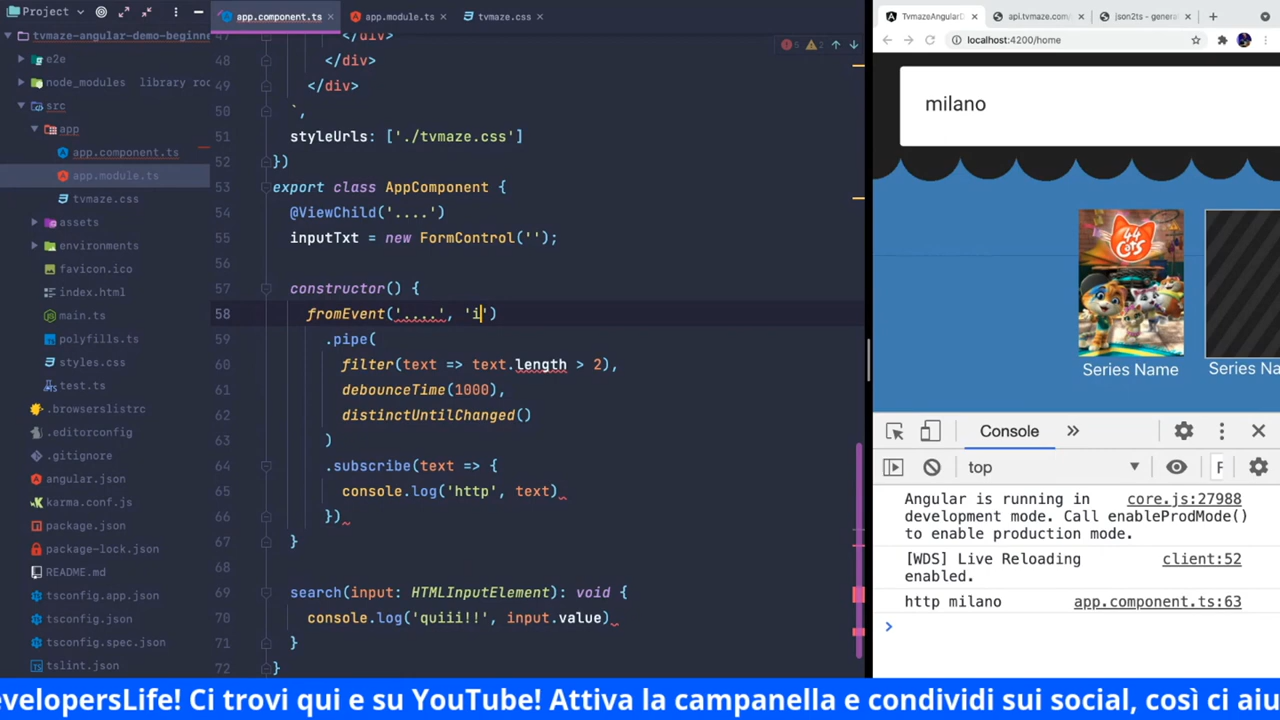 Project
app.component.ts
app.module.ts
tvmaze.css
TvmazeAngularD
api.tvmaze.com/
json2ts - genera
localhost:4200/home
tvmaze-angular-demo-beginne
e2e
node_modules library roo
src
app
app.component.ts
app.module.ts
tvmaze.css
assets
environments
favicon.ico
index.html
main.ts
polyfills.ts
styles.css
test.ts
.browserslistrc
.editorconfig
.gitignore
angular.json
karma.conf.js
package.json
package-lock.json
README.md
tsconfig.app.json
tsconfig.json
tsconfig.spec.json
tslint.json
5 2
47 </div>
48 </div>
49 </div>
50 `,
51 styleUrls: ['./tvmaze.css']
52 })
53 export class AppComponent {
54 @ViewChild('....')
55 inputTxt = new FormControl('');
56
57 constructor() {
58 fromEvent('....', 'i')
59 .pipe(
60 filter(text => text.length > 2),
61 debounceTime(1000),
62 distinctUntilChanged()
63 )
64 .subscribe(text => {
65 console.log('http', text)
66 })
67 }
68
69 search(input: HTMLInputElement): void {
70 console.log('quiii!!', input.value)
71 }
72 }
milano
44 CATS
Series Name
Series Na
Console
top
F
Angular is running in core.js:27988
development mode. Call enableProdMode()
to enable production mode.
[WDS] Live Reloading client:52
enabled.
http milano app.component.ts:63
evelopersLife! Ci trovi qui e su YouTube! Attiva la campanella e condividi sui social, così ci aiu